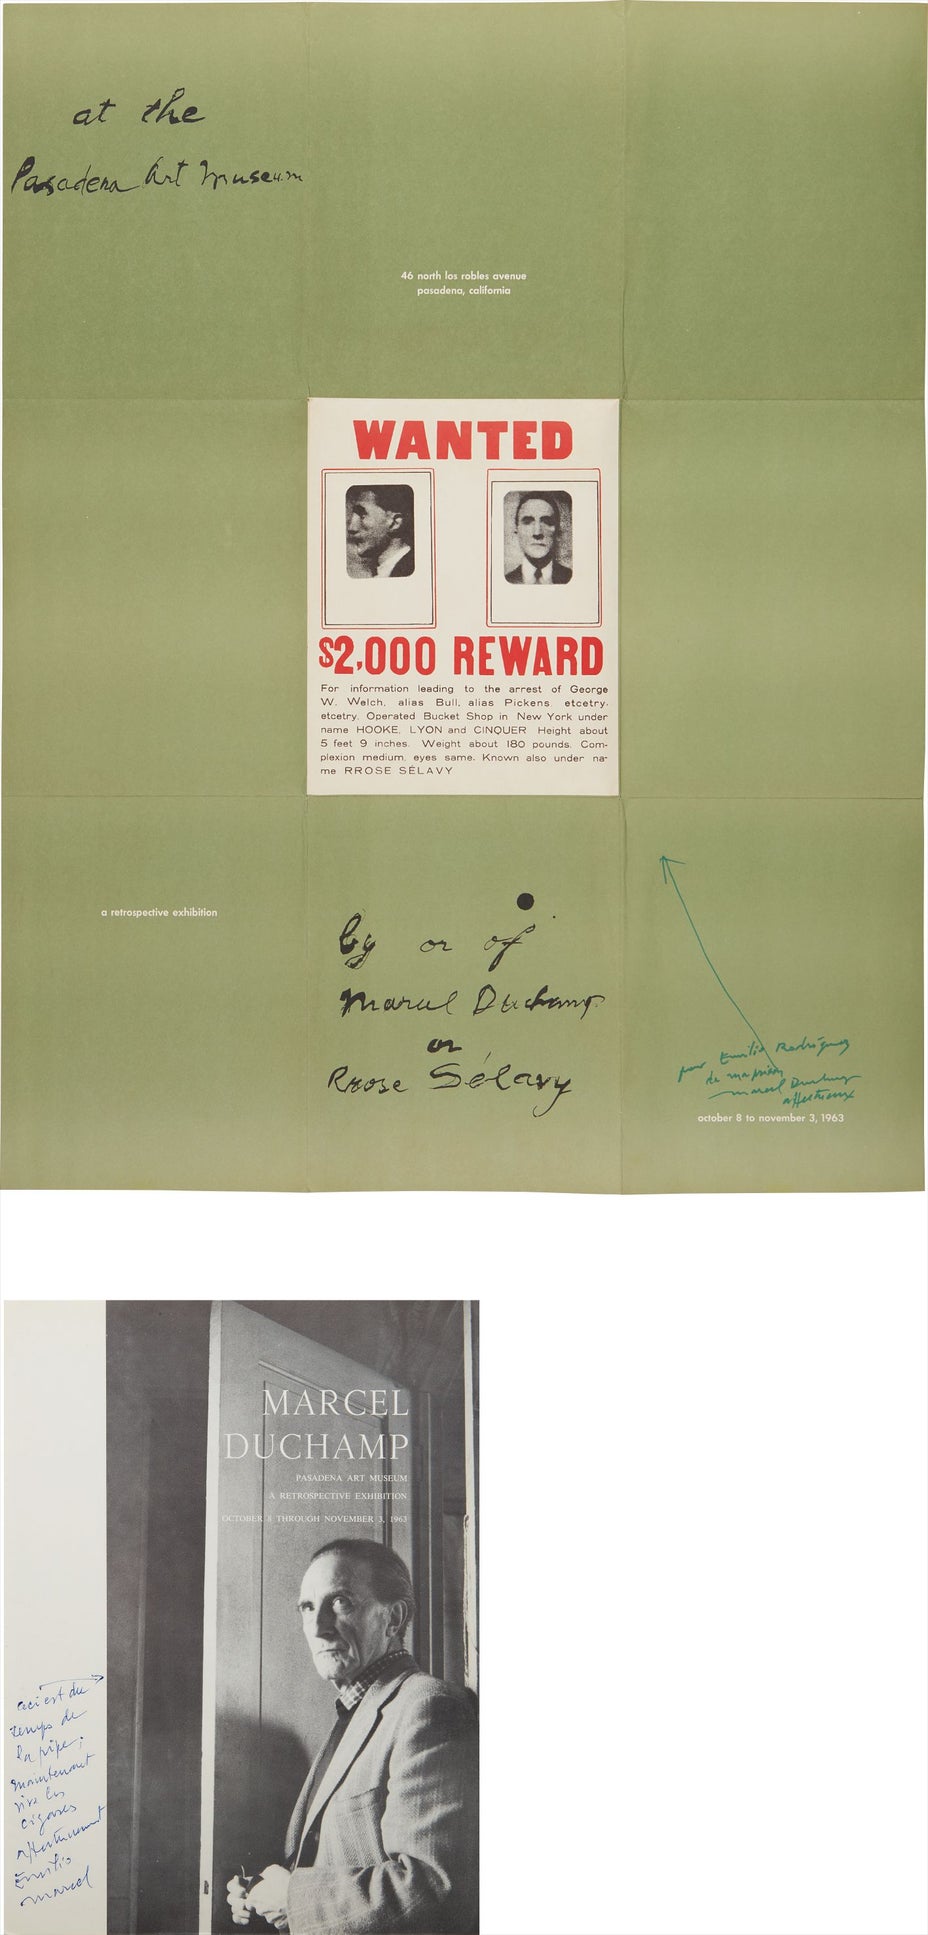 at the
Pasadena Art Museum
46 north los robles avenue
pasadena, california
WANTED
$2,000 REWARD
For information leading to the arrest of George
W. Welch, alias Bull, alias Pickens etcetry,
etcetry. Operated Bucket Shop in New York under
name HOOKE, LYON and CINQUER Height about
5 feet 9 inches. Weight about 180 pounds. Com-
plexion medium, eyes same. Known also under na-
me RROSE SÉLAVY
a retrospective exhibition
by or of
Marcel Duchamp
or
Rrose Sélavy
pour Emilio Rodríguez
de ma prison
marcel Duchamp
affectueux
october 8 to november 3, 1963
MARCEL
DUCHAMP
PASADENA ART MUSEUM
A RETROSPECTIVE EXHIBITION
OCTOBER 8 THROUGH NOVEMBER 3, 1963
ceci est du
temps de
la pipe;
maintenant
vive les
cigares
affectueusement
Emilio
marcel